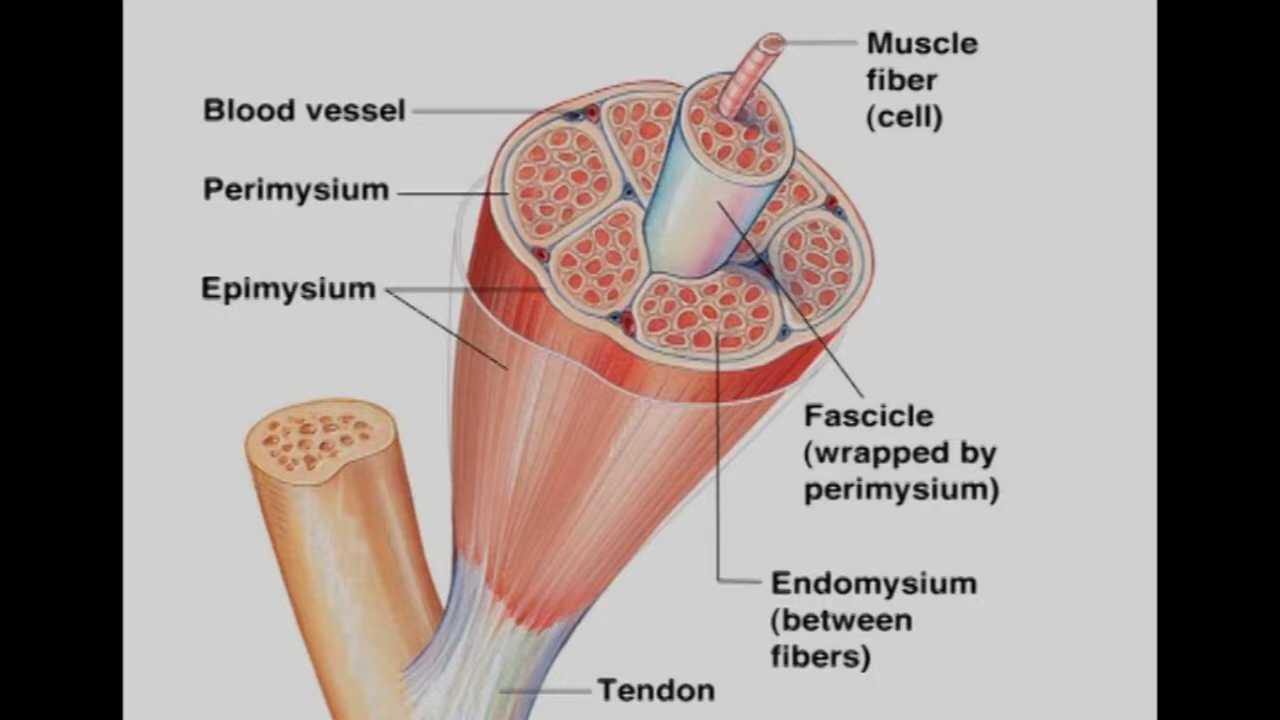 Muscle
fiber
(cell)
Blood vessel
Perimysium
Epimysium
Fascicle
(wrapped by
perimysium)
Endomysium
(between
fibers)
Tendon